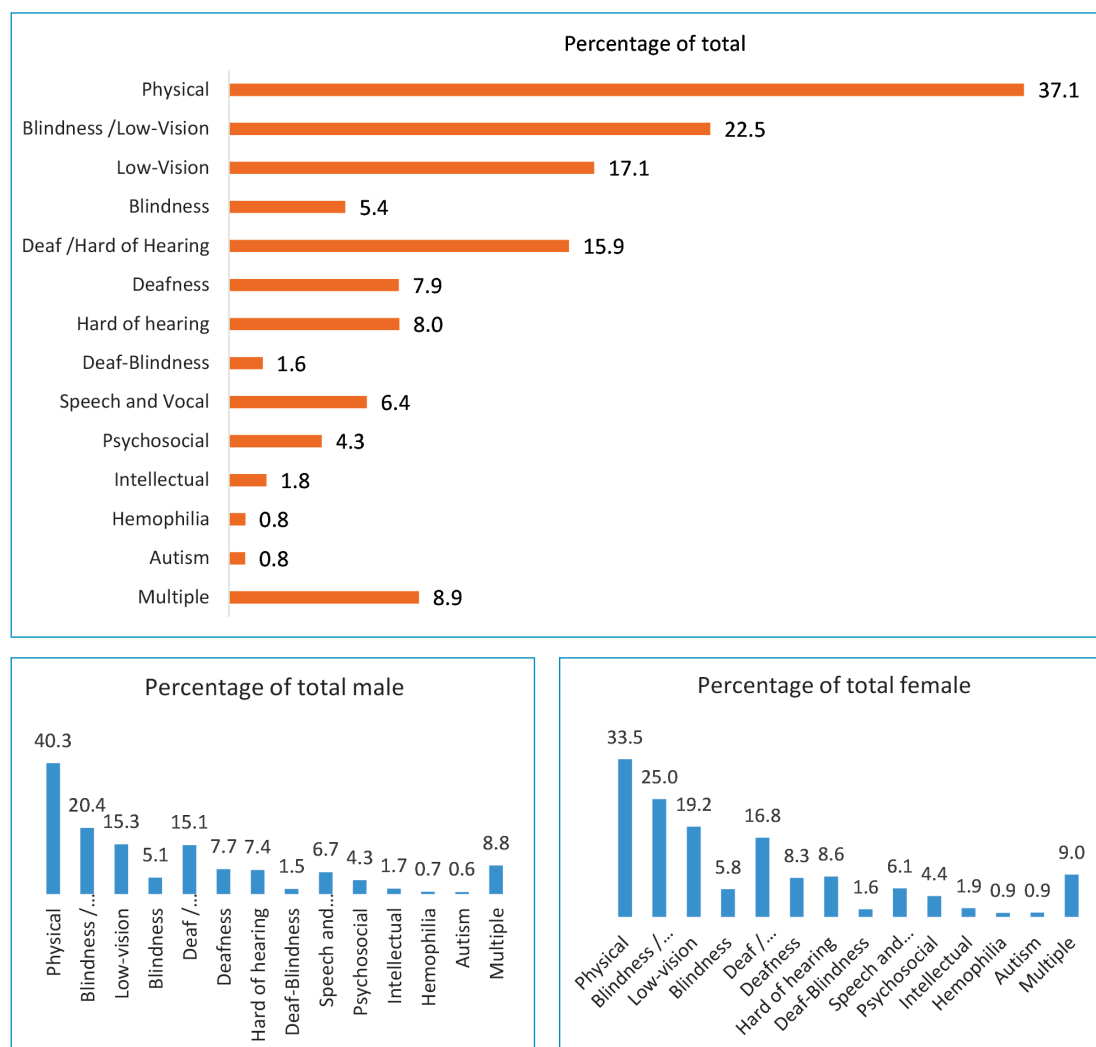 Percentage of total
Physical 37.1
Blindness /Low-Vision 22.5
Low-Vision 17.1
Blindness 5.4
Deaf /Hard of Hearing 15.9
Deafness 7.9
Hard of hearing 8.0
Deaf-Blindness 1.6
Speech and Vocal 6.4
Psychosocial 4.3
Intellectual 1.8
Hemophilia 0.8
Autism 0.8
Multiple 8.9
Percentage of total male
40.3
20.4
15.3
5.1
15.1
7.7
7.4
1.5
6.7
4.3
1.7
0.7
0.6
8.8
Physical
Blindness /...
Low-vision
Blindness
Deaf /...
Deafness
Hard of hearing
Deaf-Blindness
Speech and...
Psychosocial
Intellectual
Hemophilia
Autism
Multiple
Percentage of total female
33.5
25.0
19.2
5.8
16.8
8.3
8.6
1.6
6.1
4.4
1.9
0.9
0.9
9.0
Physical
Blindness /...
Low-vision
Blindness
Deaf /...
Deafness
Hard of hearing
Deaf-Blindness
Speech and...
Psychosocial
Intellectual
Hemophilia
Autism
Multiple